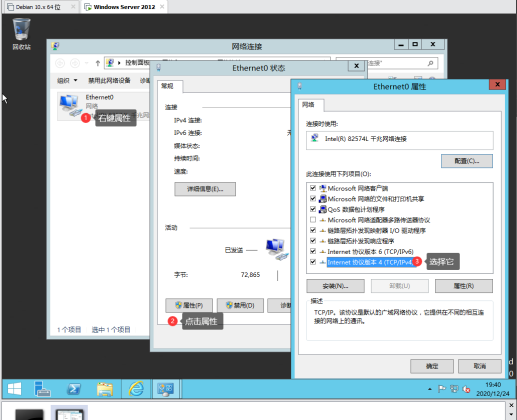 Debian 10.x 64 位 × Windows Server 2012 ×
回收站
网络连接
控制面板
组织 ▼ 禁用此网络设备 诊断
Ethernet0
网络
1 右键属性
1 个项目 选中 1 个项目
Ethernet0 状态
常规
连接
IPv4 连接:
IPv6 连接:
媒体状态:
持续时间:
速度:
详细信息(E)...
活动
已发送
字节: 72,865
属性(P) 禁用(D)
2 点击属性
Ethernet0 属性
网络
连接时使用:
Intel(R) 82574L 千兆网络连接
配置(C)...
此连接使用下列项目(O):
Microsoft 网络客户端
Microsoft 网络的文件和打印机共享
QoS 数据包计划程序
Microsoft 网络适配器多路传送器协议
链路层拓扑发现映射器 I/O 驱动程序
链路层拓扑发现响应程序
Internet 协议版本 6 (TCP/IPv6)
Internet 协议版本 4 (TCP/IPv4) 3 选择它
安装(N)... 卸载(U) 属性(R)
描述
TCP/IP。该协议是默认的广域网络协议，它提供在不同的相互连
接的网络上的通讯。
确定 取消
19:40
2020/12/24